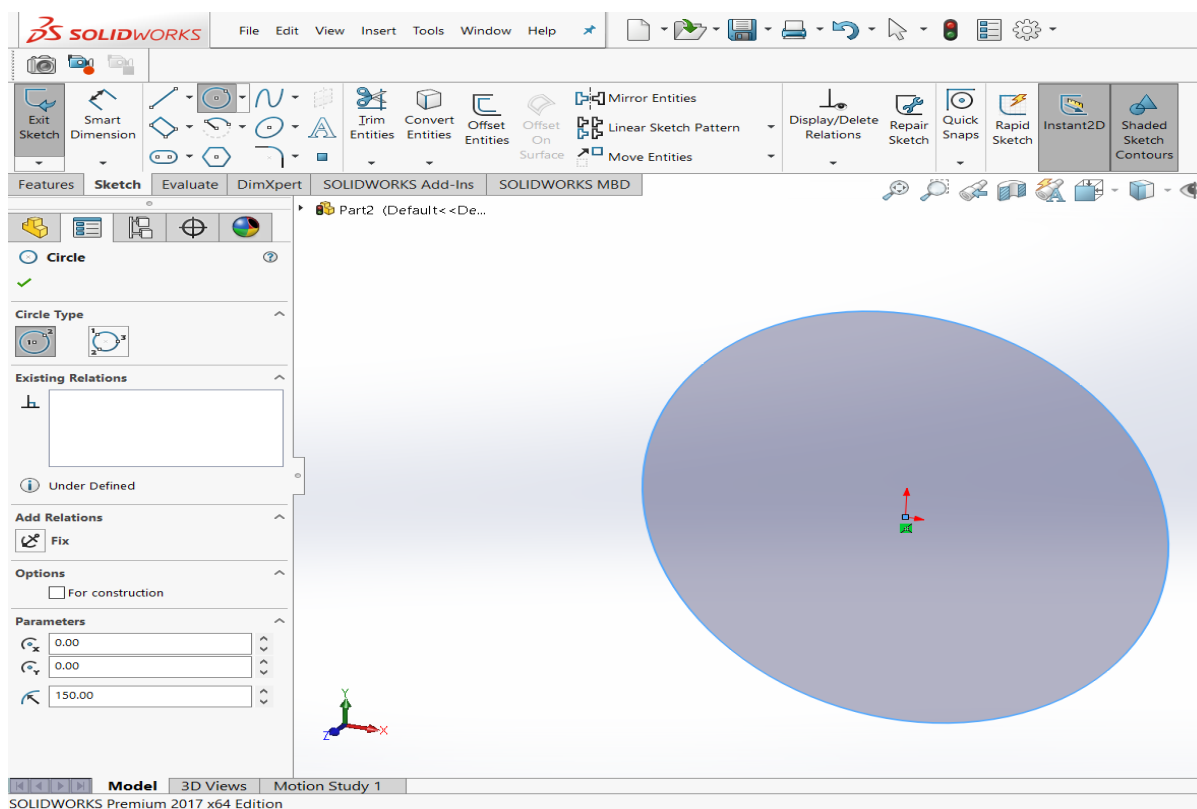 SOLIDWORKS File Edit View Insert Tools Window Help
Exit Sketch
Smart Dimension
Trim Entities
Convert Entities
Offset Entities
Offset On Surface
Mirror Entities
Linear Sketch Pattern
Move Entities
Display/Delete Relations
Repair Sketch
Quick Snaps
Rapid Sketch
Instant2D
Shaded Sketch Contours
Features Sketch Evaluate DimXpert SOLIDWORKS Add-Ins SOLIDWORKS MBD
Part2 (Default<<De...
Circle
Circle Type
Existing Relations
Under Defined
Add Relations
Fix
Options
For construction
Parameters
0.00
0.00
150.00
Y
X
Z
Model 3D Views Motion Study 1
SOLIDWORKS Premium 2017 x64 Edition